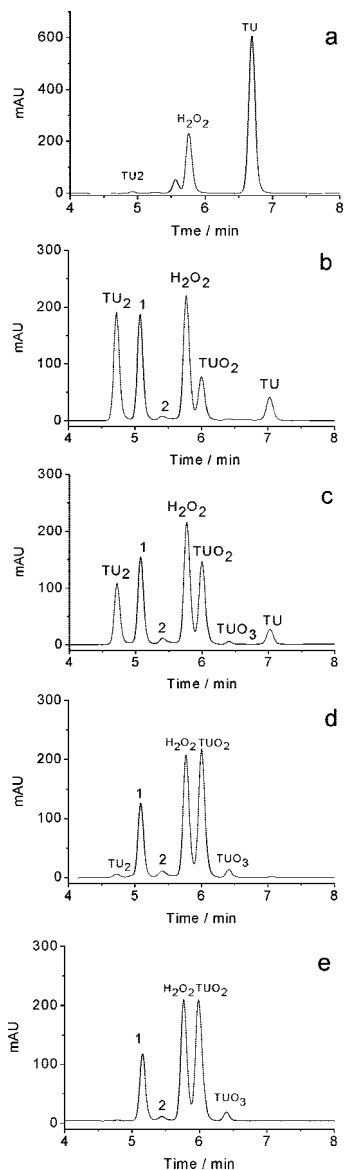 a
TU
600
400
200
0
mAU
H₂O₂
TU2
4 5 6 7 8
Tme / min
b
300
200
100
0
mAU
TU₂ 1 H₂O₂
2 TUO₂ TU
4 5 6 7 8
Time / min
c
300
200
100
0
mAU
H₂O₂
TU₂ 1 TUO₂
2 TUO₃ TU
4 5 6 7 8
Time / min
d
300
200
100
0
mAU
H₂O₂ TUO₂
1
TU₂ 2 TUO₃
4 5 6 7 8
Time / min
e
300
200
100
0
mAU
H₂O₂ TUO₂
1
2 TUO₃
4 5 6 7 8
Time / min